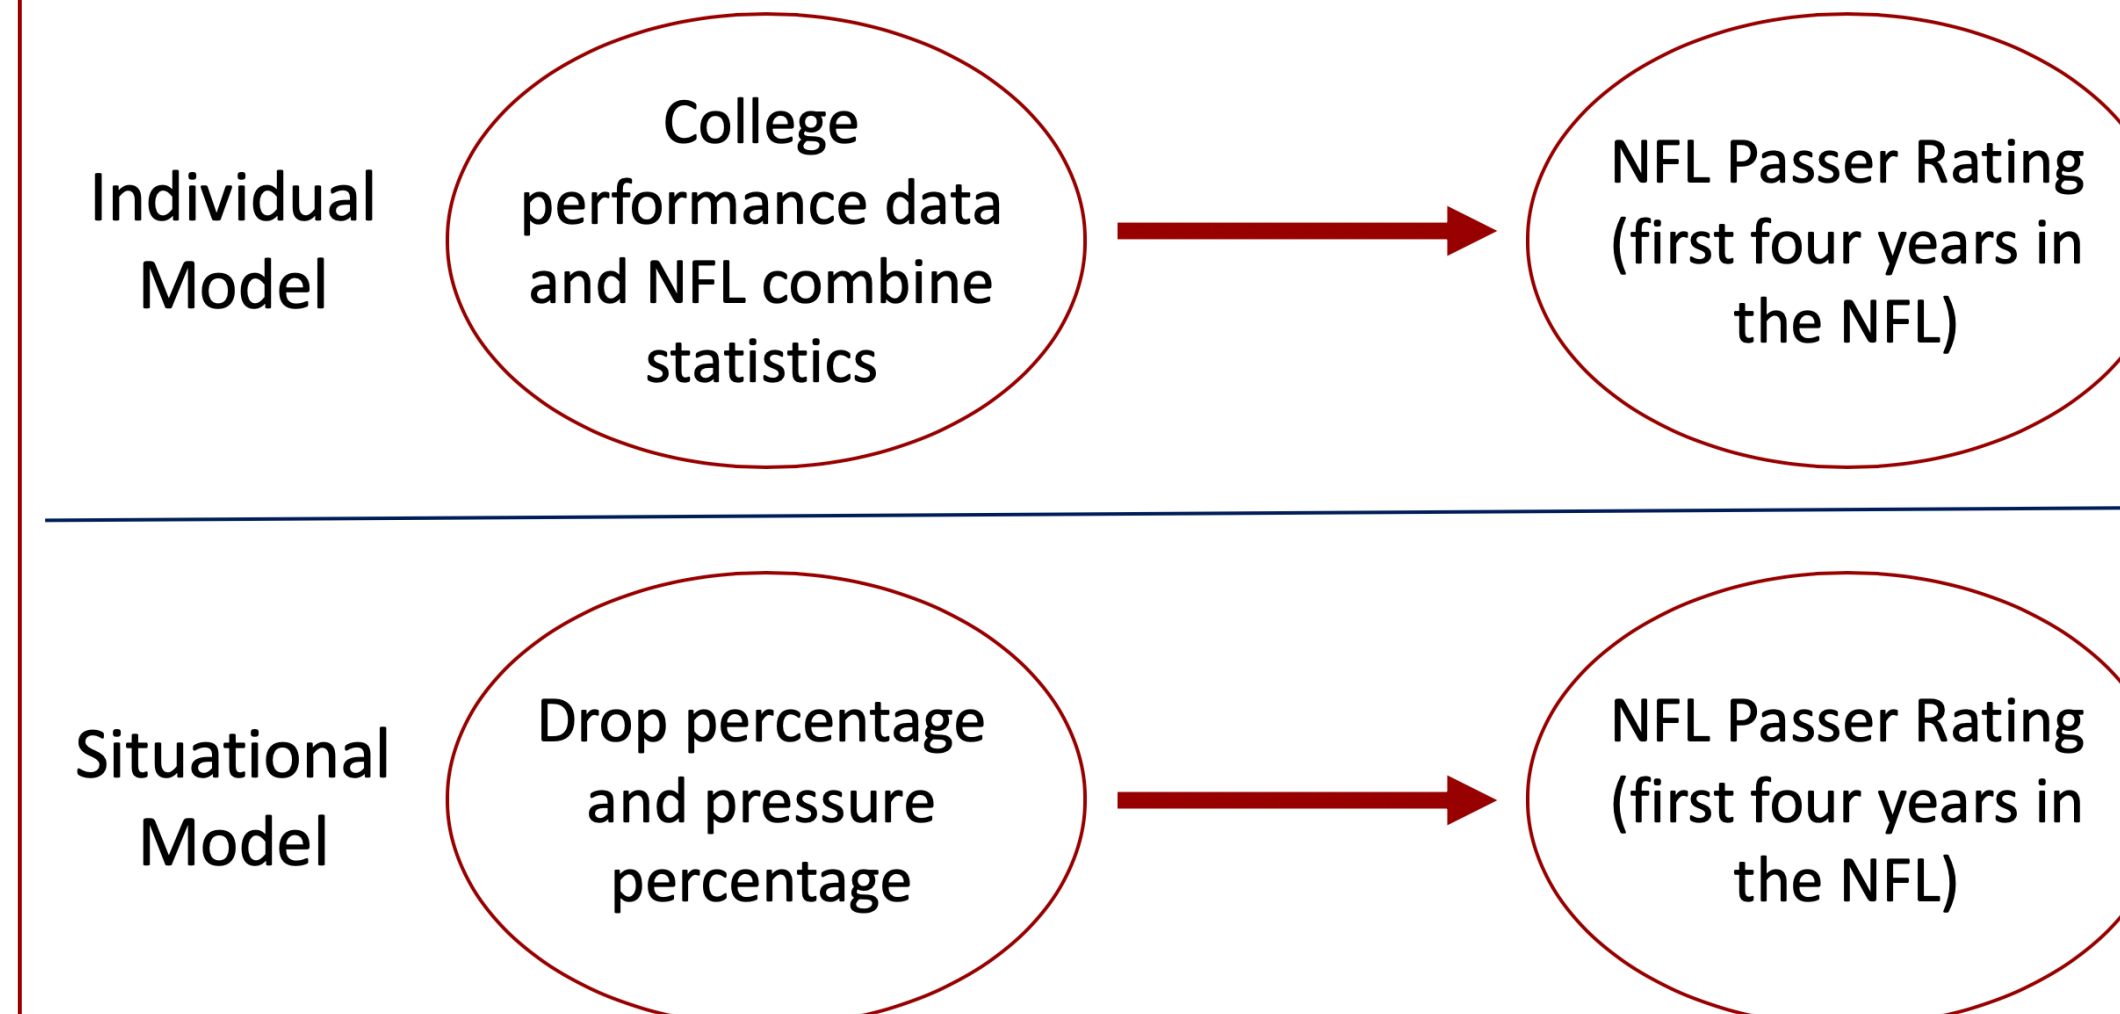 Individual
Model
College
performance data
and NFL combine
statistics
NFL Passer Rating
(first four years in
the NFL)
Situational
Model
Drop percentage
and pressure
percentage
NFL Passer Rating
(first four years in
the NFL)